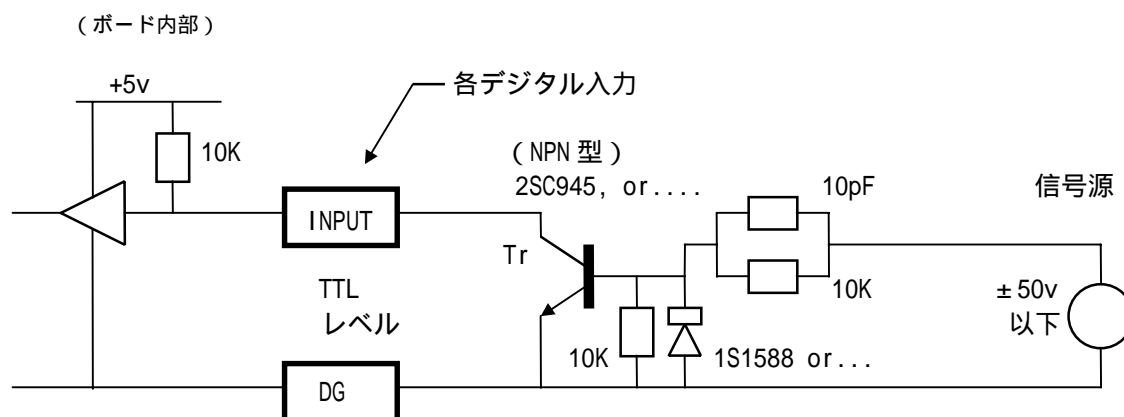 (ボード内部)
+5v
各デジタル入力
10K
(NPN 型)
2SC945, or....
10pF
信号源
INPUT
Tr
TTL
レベル
10K
±50v
以下
10K
1S1588 or...
DG